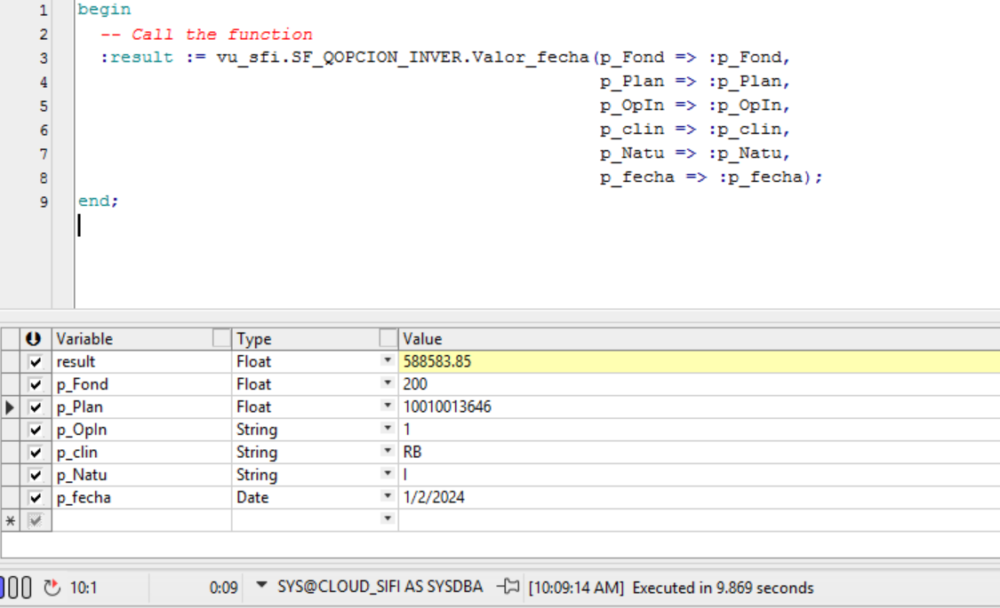 1 begin
2 -- Call the function
3 :result := vu_sfi.SF_QOPCION_INVER.Valor_fecha(p_Fond => :p_Fond,
4 p_Plan => :p_Plan,
5 p_OpIn => :p_OpIn,
6 p_clin => :p_clin,
7 p_Natu => :p_Natu,
8 p_fecha => :p_fecha);
9 end;
Variable Type Value
result Float 588583.85
p_Fond Float 200
p_Plan Float 10010013646
p_OpIn String 1
p_clin String RB
p_Natu String I
p_fecha Date 1/2/2024
*
10:1 0:09 SYS@CLOUD_SIFI AS SYSDBA [10:09:14 AM] Executed in 9.869 seconds